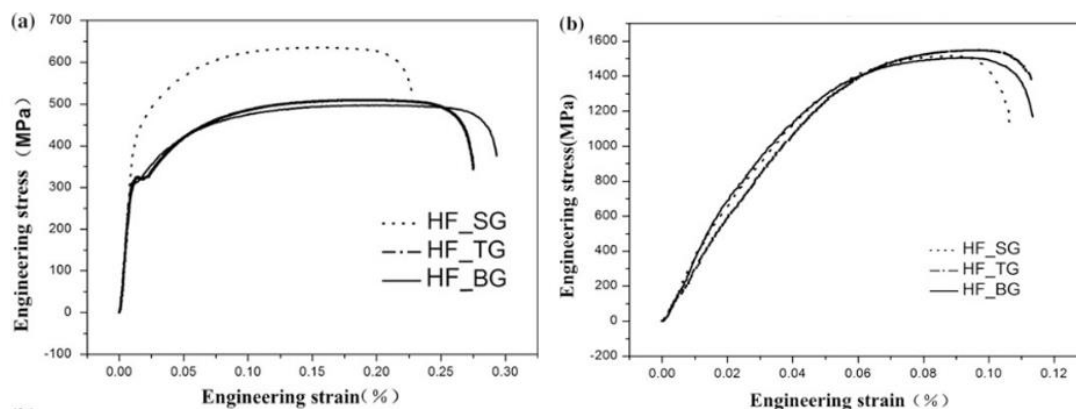 (a)
700
600
500
400
300
200
100
0
-100
Engineering stress (MPa)
HF_SG
HF_TG
HF_BG
0.00 0.05 0.10 0.15 0.20 0.25 0.30
Engineering strain(%)
(b)
1600
1400
1200
1000
800
600
400
200
0
-200
Engineering stress(MPa)
HF_SG
HF_TG
HF_BG
0.00 0.02 0.04 0.06 0.08 0.10 0.12
Engineering strain (%)